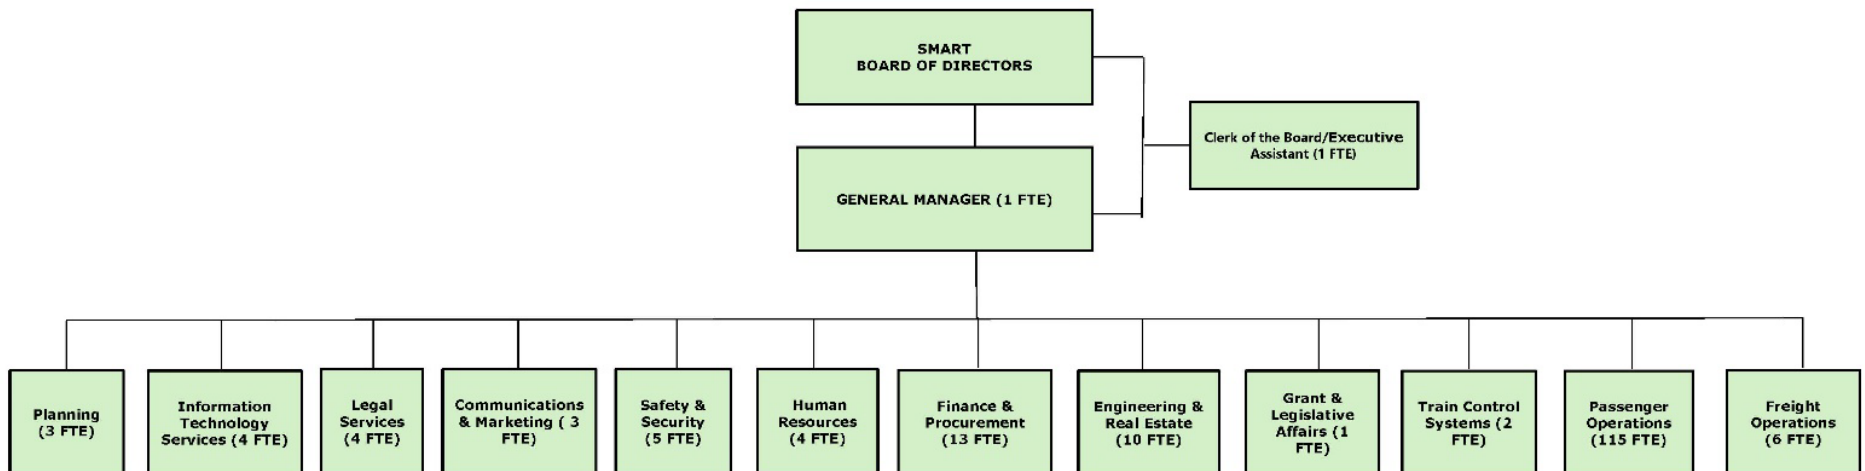 SMART
BOARD OF DIRECTORS
Clerk of the Board/Executive
Assistant (1 FTE)
GENERAL MANAGER (1 FTE)
Planning
(3 FTE)
Information
Technology
Services (4 FTE)
Legal
Services
(4 FTE)
Communications
& Marketing ( 3
FTE)
Safety &
Security
(5 FTE)
Human
Resources
(4 FTE)
Finance &
Procurement
(13 FTE)
Engineering &
Real Estate
(10 FTE)
Grant &
Legislative
Affairs (1
FTE)
Train Control
Systems (2
FTE)
Passenger
Operations
(115 FTE)
Freight
Operations
(6 FTE)